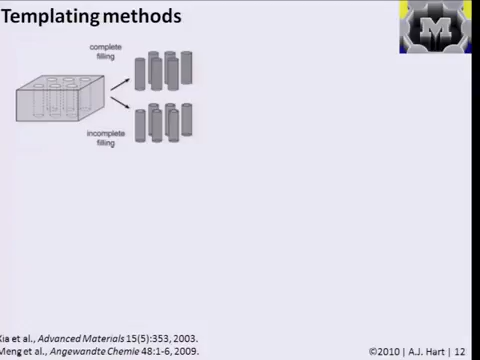 Templating methods
M
complete
filling
incomplete
filling
Xia et al., Advanced Materials 15(5):353, 2003.
Meng et al., Angewandte Chemie 48:1-6, 2009.
©2010 | A.J. Hart | 12